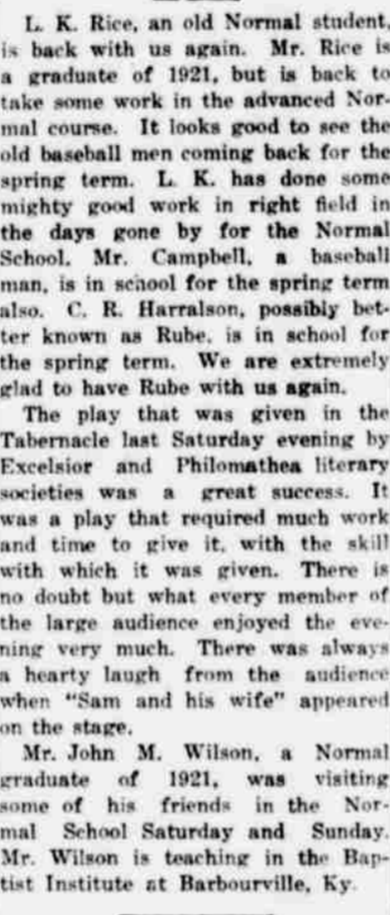 L. K. Rice, an old Normal student,
is back with us again. Mr. Rice is
a graduate of 1921, but is back to
take some work in the advanced Nor-
mal course. It looks good to see the
old baseball men coming back for the
spring term. L. K. has done some
mighty good work in right field in
the days gone by for the Normal
School. Mr. Campbell, a baseball
man, is in school for the spring term
also. C. R. Harralson, possibly bet-
ter known as Rube, is in school for
the spring term. We are extremely
glad to have Rube with us again.
The play that was given in the
Tabernacle last Saturday evening by
Excelsior and Philomathea literary
societies was a great success. It
was a play that required much work
and time to give it, with the skill
with which it was given. There is
no doubt but what every member of
the large audience enjoyed the eve-
ning very much. There was always
a hearty laugh from the audience
when "Sam and his wife" appeared
on the stage.
Mr. John M. Wilson, a Normal
graduate of 1921, was visiting
some of his friends in the Nor-
mal School Saturday and Sunday.
Mr. Wilson is teaching in the Bap-
tist Institute at Barbourville, Ky.